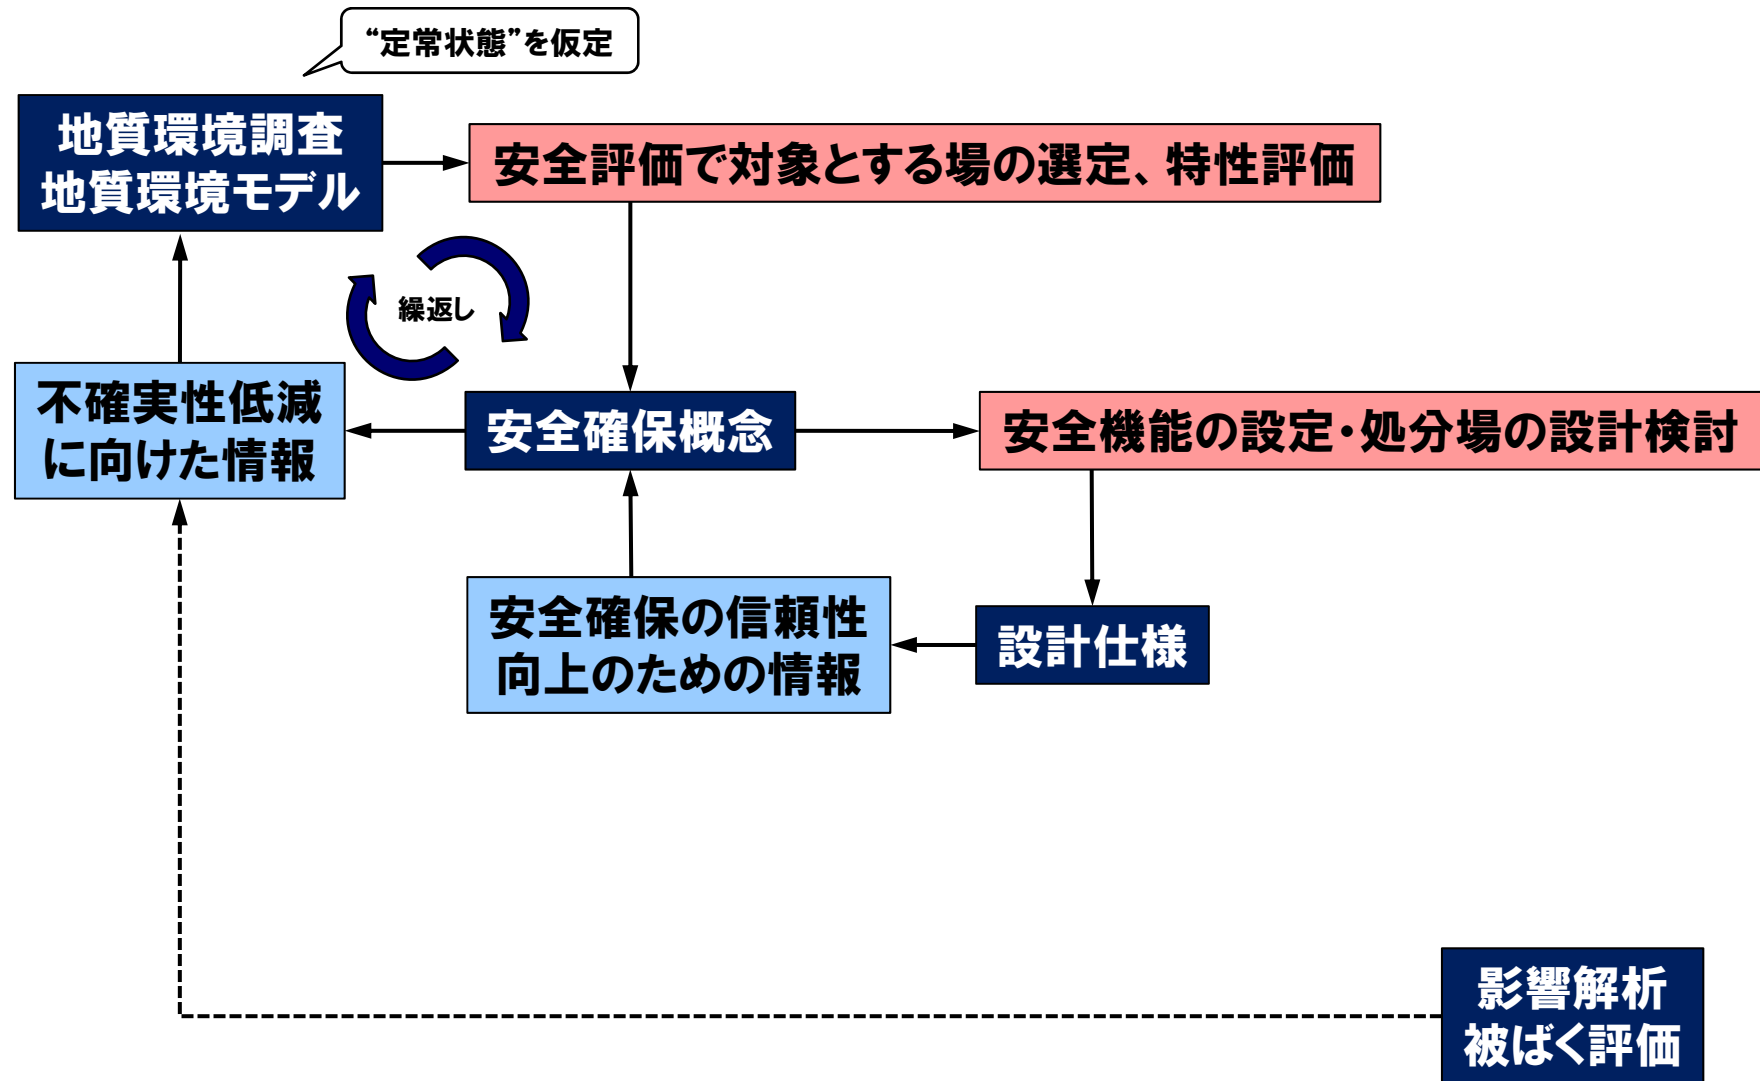 “定常状態”を仮定
地質環境調査
地質環境モデル
安全評価で対象とする場の選定、特性評価
繰返し
不確実性低減
に向けた情報
安全確保概念
安全機能の設定・処分場の設計検討
安全確保の信頼性
向上のための情報
設計仕様
影響解析
被ばく評価